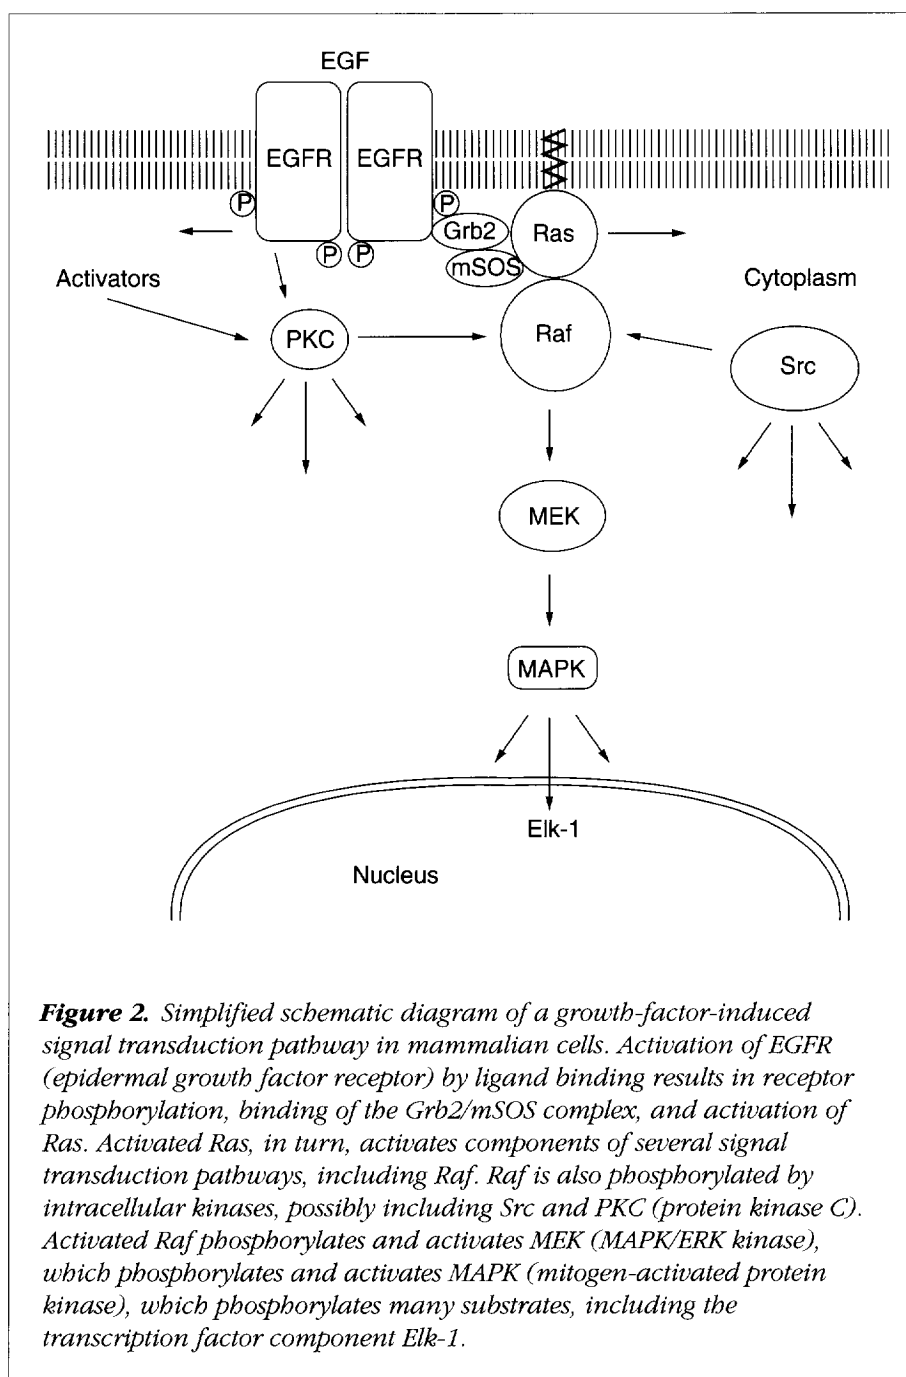 EGF
EGFR EGFR
P P
Grb2 Ras
P P mSOS
Activators Cytoplasm
PKC Raf Src
MEK
MAPK
Elk-1
Nucleus
Figure 2. Simplified schematic diagram of a growth-factor-induced
signal transduction pathway in mammalian cells. Activation of EGFR
(epidermal growth factor receptor) by ligand binding results in receptor
phosphorylation, binding of the Grb2/mSOS complex, and activation of
Ras. Activated Ras, in turn, activates components of several signal
transduction pathways, including Raf. Raf is also phosphorylated by
intracellular kinases, possibly including Src and PKC (protein kinase C).
Activated Raf phosphorylates and activates MEK (MAPK/ERK kinase),
which phosphorylates and activates MAPK (mitogen-activated protein
kinase), which phosphorylates many substrates, including the
transcription factor component Elk-1.